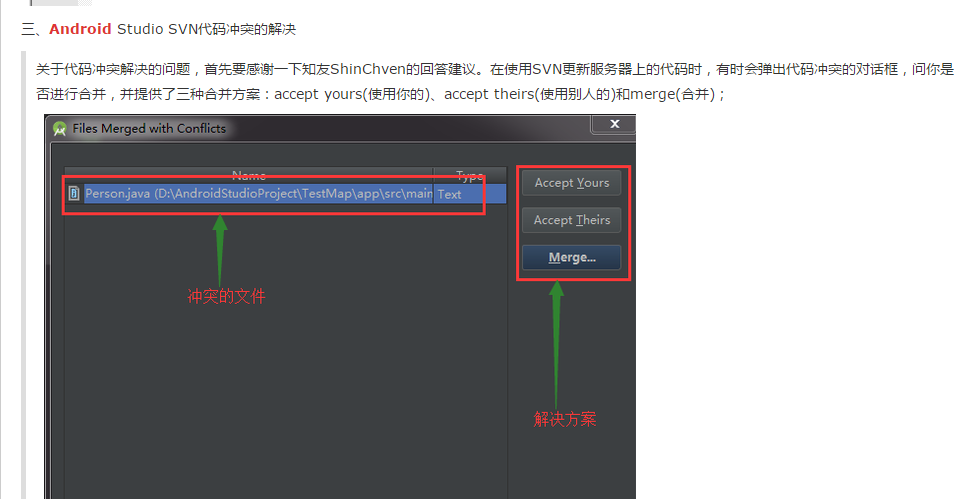 三、Android Studio SVN代码冲突的解决
关于代码冲突解决的问题，首先要感谢一下知友ShinChven的回答建议。在使用SVN更新服务器上的代码时，有时会弹出代码冲突的对话框，问你是
否进行合并，并提供了三种合并方案：accept yours(使用你的)、accept theirs(使用别人的)和merge(合并)；
Files Merged with Conflicts
x
Name Type
Person.java (D:\AndroidStudioProject\TestMap\app\src\main Text
Accept Yours
Accept Theirs
Merge...
冲突的文件
解决方案